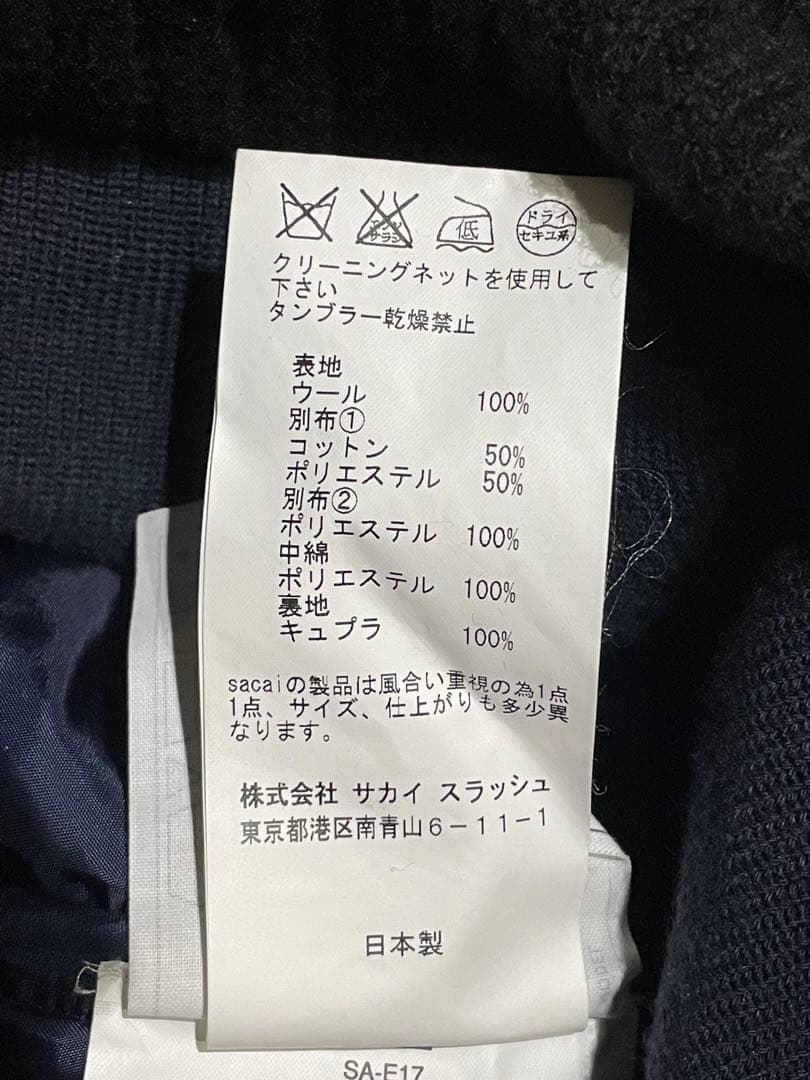 エンソ
サラシ
低
ドライ
セキユ系
クリーニングネットを使用して
下さい
タンブラー乾燥禁止
表地
ウール 100%
別布①
コットン 50%
ポリエステル 50%
別布②
ポリエステル 100%
中綿
ポリエステル 100%
裏地
キュプラ 100%
sacaiの製品は風合い重視の為1点
1点、サイズ、仕上がりも多少異
なります。
株式会社 サカイ スラッシュ
東京都港区南青山6-11-1
日本製
SA-E17